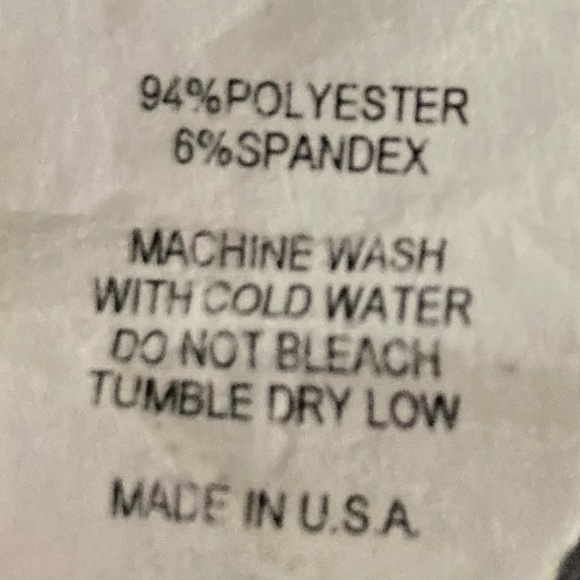 94%POLYESTER
6%SPANDEX
MACHINE WASH
WITH COLD WATER
DO NOT BLEACH
TUMBLE DRY LOW
MADE IN U.S.A.